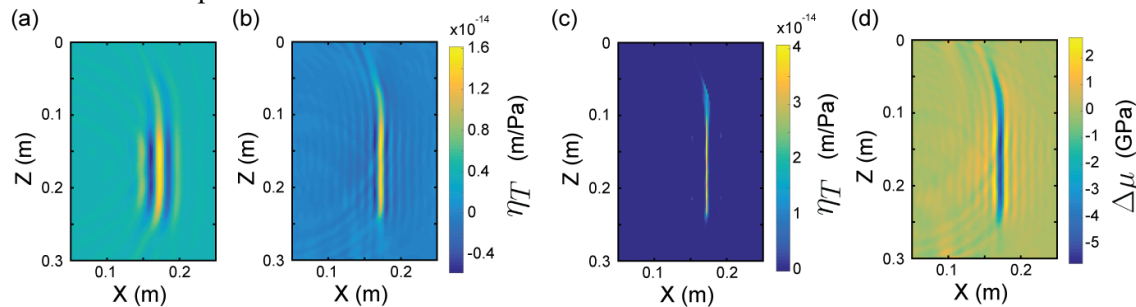 (a) (b) (c) (d)
x10-14 x10-14
0 0 0 0
0.1 0.1 0.1 0.1
0.2 0.2 0.2 0.2
0.3 0.3 0.3 0.3
Z (m) Z (m) Z (m) Z (m)
0.1 0.2 0.1 0.2 0.1 0.2 0.1 0.2
X (m) X (m) X (m) X (m)
1.6
1.2
0.8
0.4
0
-0.4
ηT (m/Pa)
4
3
2
1
0
ηT (m/Pa)
2
1
0
-1
-2
-3
-4
-5
Δμ (GPa)